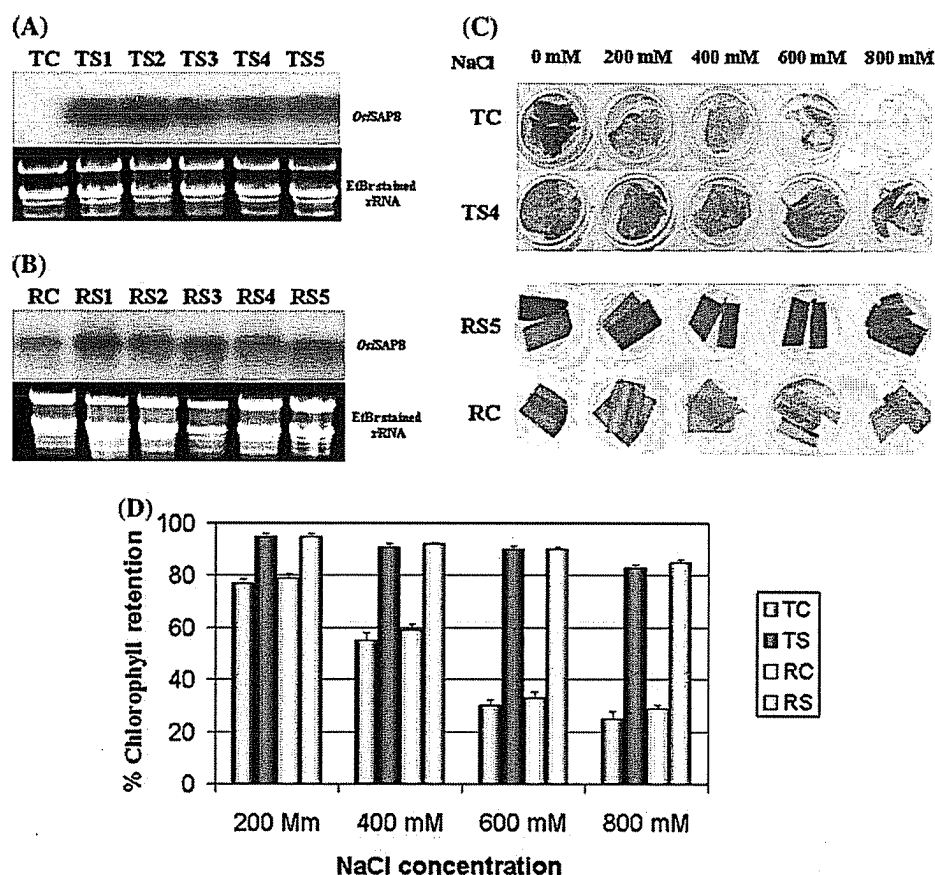 (A)
TC TS1 TS2 TS3 TS4 TS5
OsiSAP8
EtBr stained
rRNA
(B)
RC RS1 RS2 RS3 RS4 RS5
OsiSAP8
EtBr stained
rRNA
(C)
NaCl 0 mM 200 mM 400 mM 600 mM 800 mM
TC
TS4
RS5
RC
(D)
% Chlorophyll retention
100
80
60
40
20
0
200 Mm 400 mM 600 mM 800 mM
NaCl concentration
TC
TS
RC
RS